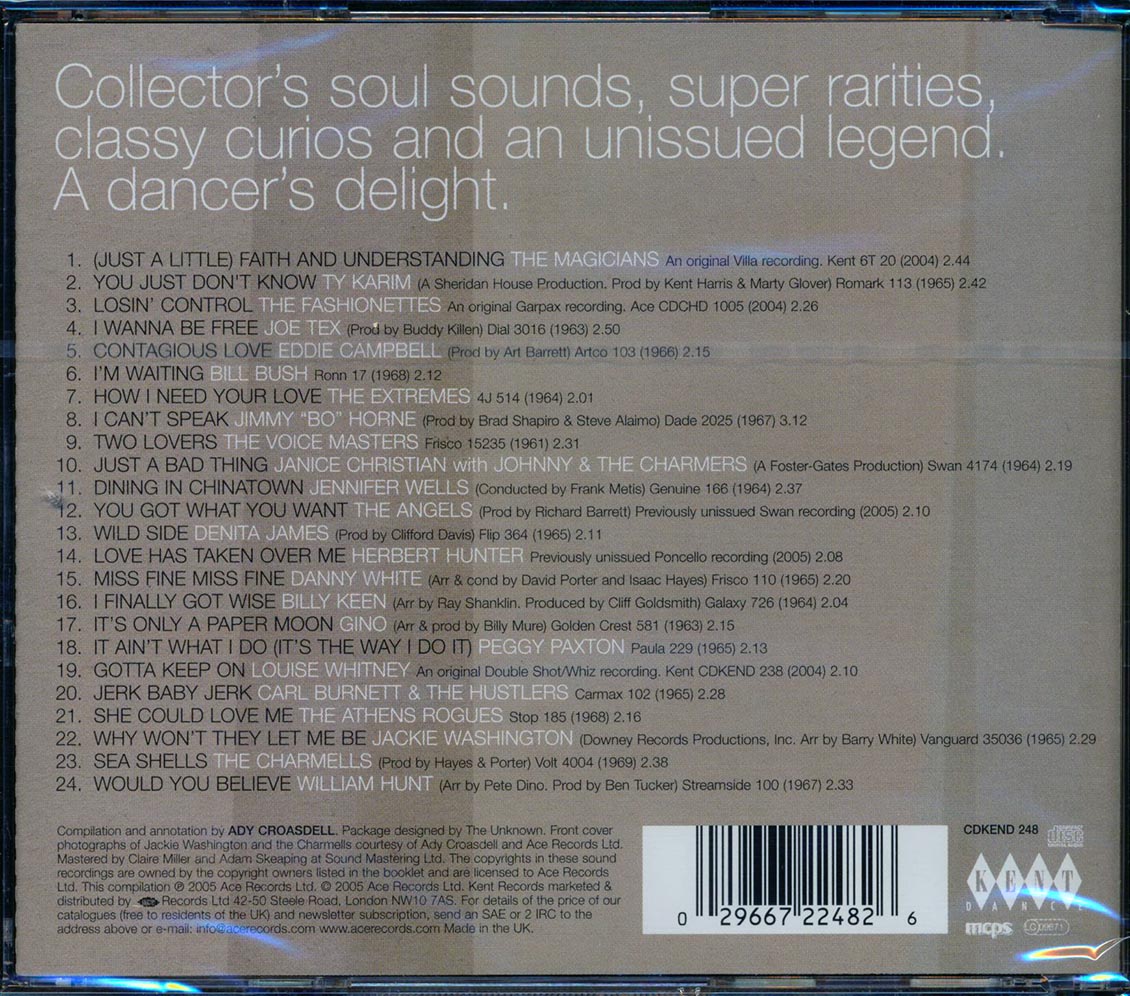 Collector's soul sounds, super rarities,
classy curios and an unissued legend.
A dancer's delight.
1. (JUST A LITTLE) FAITH AND UNDERSTANDING THE MAGICIANS An original Villa recording. Kent 6T 20 (2004) 2.44
2. YOU JUST DON'T KNOW TY KARIM (A Sheridan House Production. Prod by Kent Harris & Marty Glover) Romark 113 (1965) 2.42
3. LOSIN' CONTROL THE FASHIONETTES An original Garpax recording. Ace CDCHD 1005 (2004) 2.26
4. I WANNA BE FREE JOE TEX (Prod by Buddy Killen) Dial 3016 (1963) 2.50
5. CONTAGIOUS LOVE EDDIE CAMPBELL (Prod by Art Barrett) Artco 103 (1966) 2.15
6. I'M WAITING BILL BUSH Ronn 17 (1968) 2.12
7. HOW I NEED YOUR LOVE THE EXTREMES 4J 514 (1964) 2.01
8. I CAN'T SPEAK JIMMY "BO" HORNE (Prod by Brad Shapiro & Steve Alaimo) Dade 2025 (1967) 3.12
9. TWO LOVERS THE VOICE MASTERS Frisco 15235 (1961) 2.31
10. JUST A BAD THING JANICE CHRISTIAN with JOHNNY & THE CHARMERS (A Foster-Gates Production) Swan 4174 (1964) 2.19
11. DINING IN CHINATOWN JENNIFER WELLS (Conducted by Frank Metis) Genuine 166 (1964) 2.37
12. YOU GOT WHAT YOU WANT THE ANGELS (Prod by Richard Barrett) Previously unissued Swan recording (2005) 2.10
13. WILD SIDE DENITA JAMES (Prod by Clifford Davis) Flip 364 (1965) 2.11
14. LOVE HAS TAKEN OVER ME HERBERT HUNTER Previously unissued Poncello recording (2005) 2.08
15. MISS FINE MISS FINE DANNY WHITE (Arr & cond by David Porter and Isaac Hayes) Frisco 110 (1965) 2.20
16. I FINALLY GOT WISE BILLY KEEN (Arr by Ray Shanklin. Produced by Cliff Goldsmith) Galaxy 726 (1964) 2.04
17. IT'S ONLY A PAPER MOON GINO (Arr & prod by Billy Mure) Golden Crest 581 (1963) 2.15
18. IT AIN'T WHAT I DO (IT'S THE WAY I DO IT) PEGGY PAXTON Paula 229 (1965) 2.13
19. GOTTA KEEP ON LOUISE WHITNEY An original Double Shot/Whiz recording. Kent CDKEND 238 (2004) 2.10
20. JERK BABY JERK CARL BURNETT & THE HUSTLERS Carmax 102 (1965) 2.28
21. SHE COULD LOVE ME THE ATHENS ROGUES Stop 185 (1968) 2.16
22. WHY WON'T THEY LET ME BE JACKIE WASHINGTON (Downey Records Productions, Inc. Arr by Barry White) Vanguard 35036 (1965) 2.29
23. SEA SHELLS THE CHARMELLS (Prod by Hayes & Porter) Volt 4004 (1969) 2.38
24. WOULD YOU BELIEVE WILLIAM HUNT (Arr by Pete Dino. Prod by Ben Tucker) Streamside 100 (1967) 2.33
Compilation and annotation by ADY CROASDELL. Package designed by The Unknown. Front cover
photographs of Jackie Washington and the Charmells courtesy of Ady Croasdell and Ace Records Ltd.
Mastered by Claire Miller and Adam Skeaping at Sound Mastering Ltd. The copyrights in these sound
recordings are owned by the copyright owners listed in the booklet and are licensed to Ace Records
Ltd. This compilation ℗ 2005 Ace Records Ltd. © 2005 Ace Records Ltd. Kent Records marketed &
distributed by Records Ltd 42-50 Steele Road, London NW10 7AS. For details of the price of our
catalogues (free to residents of the UK) and newsletter subscription, send an SAE or 2 IRC to the
address above or e-mail: info@acerecords.com www.acerecords.com Made in the UK.
0 29667 22482 6
CDKEND 248
KENT
DANCE
mcps